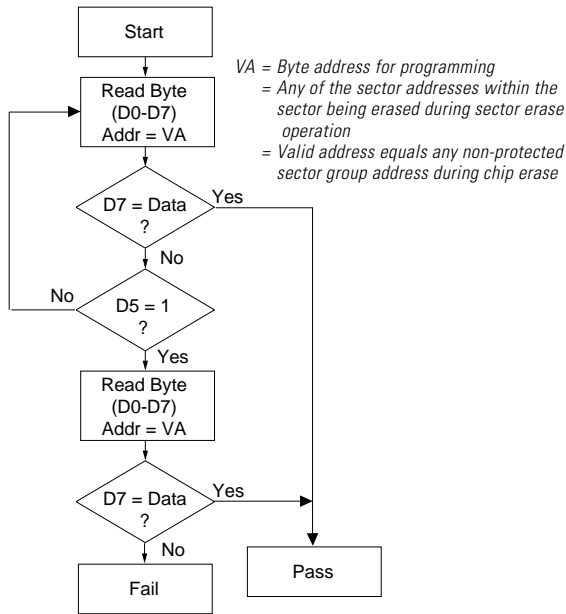 Start
VA = Byte address for programming
= Any of the sector addresses within the
sector being erased during sector erase
operation
= Valid address equals any non-protected
sector group address during chip erase
Read Byte
(D0-D7)
Addr = VA
D7 = Data
?
Yes
No
D5 = 1
?
No
Yes
Read Byte
(D0-D7)
Addr = VA
D7 = Data
?
Yes
No
Fail
Pass